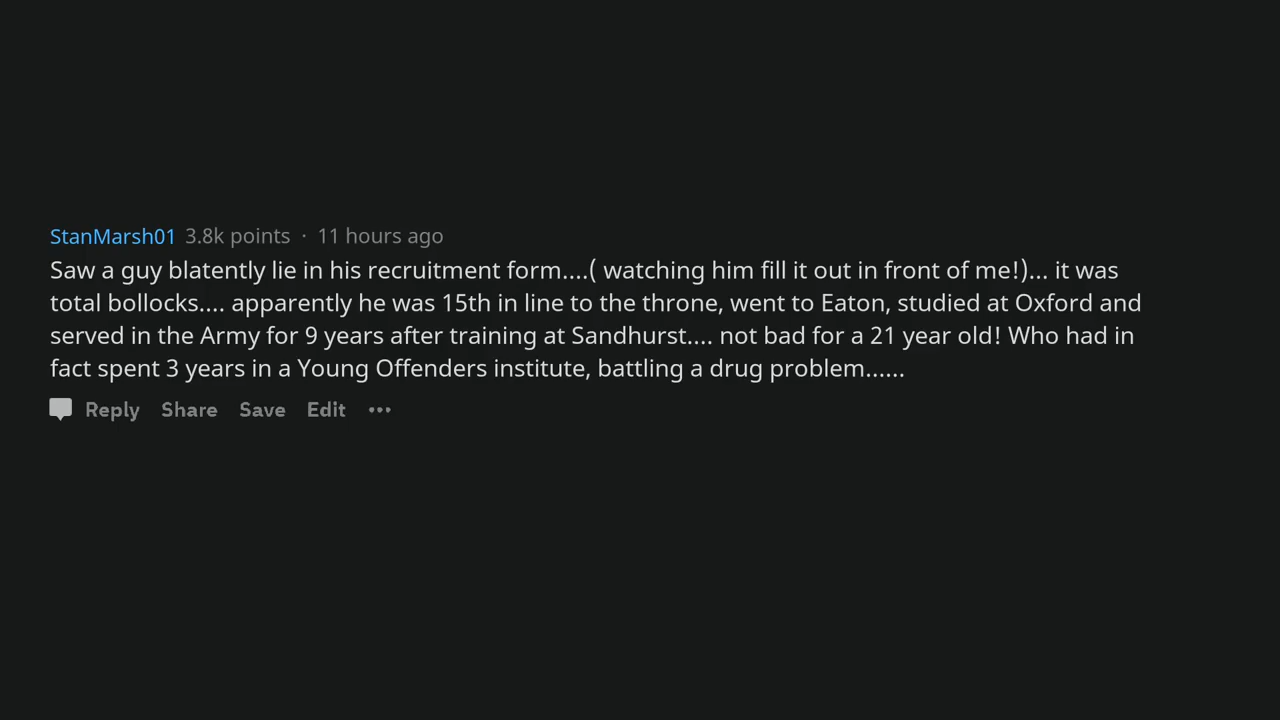 StanMarsh01 3.8k points · 11 hours ago
Saw a guy blatently lie in his recruitment form....( watching him fill it out in front of me!)... it was
total bollocks.... apparently he was 15th in line to the throne, went to Eaton, studied at Oxford and
served in the Army for 9 years after training at Sandhurst.... not bad for a 21 year old! Who had in
fact spent 3 years in a Young Offenders institute, battling a drug problem......
Reply Share Save Edit •••